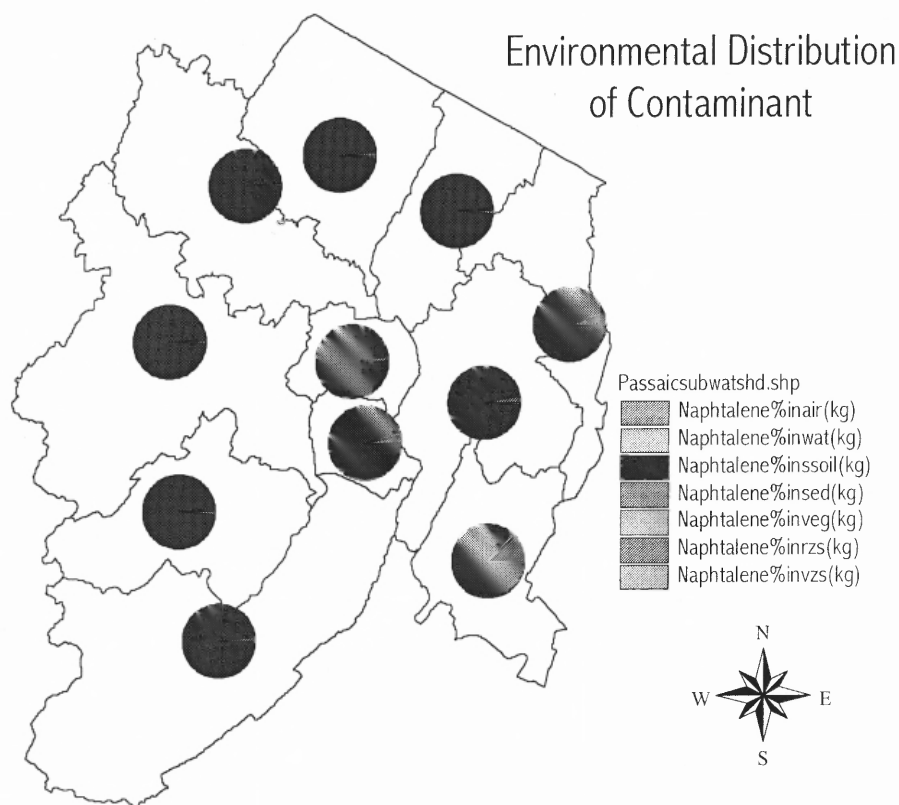 Environmental Distribution
of Contaminant
Passaicsubwatshd.shp
Naphtalene%inair(kg)
Naphtalene%inwat(kg)
Naphtalene%inssoil(kg)
Naphtalene%insed(kg)
Naphtalene%inveg(kg)
Naphtalene%inrzs(kg)
Naphtalene%invzs(kg)
N
W E
S